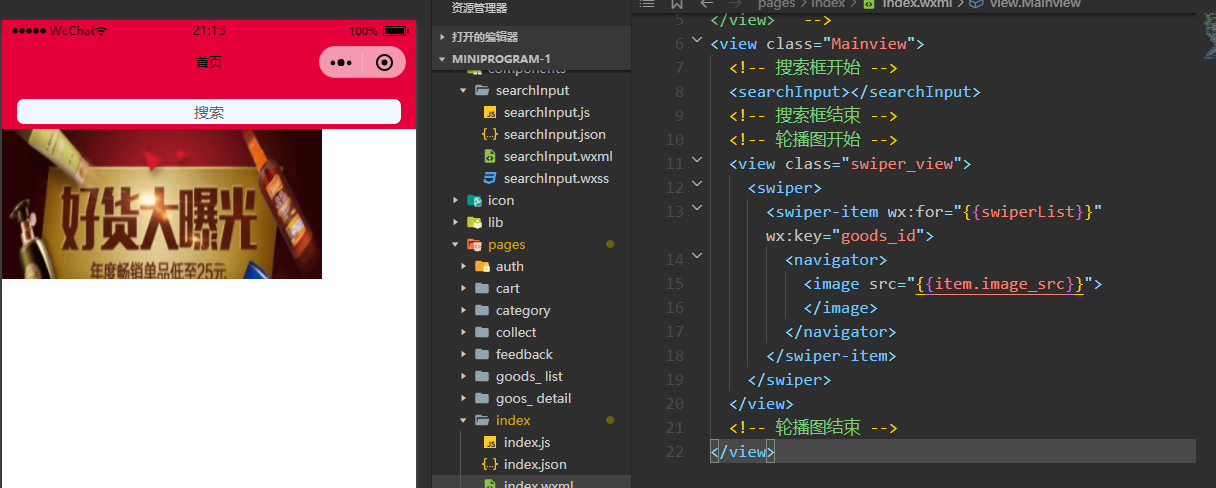 WeChat
21:13
100%
首页
搜索
好货大曝光
年度畅销单品低至25元
资源管理器
打开的编辑器
MINIPROGRAM-1
components
searchInput
searchInput.js
searchInput.json
searchInput.wxml
searchInput.wxss
icon
lib
pages
auth
cart
category
collect
feedback
goods_ list
goos_ detail
index
index.js
index.json
index.wxml
pages > index > index.wxml > view.Mainview
5 </view> -->
6 <view class="Mainview">
7 <!-- 搜索框开始 -->
8 <searchInput></searchInput>
9 <!-- 搜索框结束 -->
10 <!-- 轮播图开始 -->
11 <view class="swiper_view">
12 <swiper>
13 <swiper-item wx:for="{{swiperList}}"
wx:key="goods_id">
14 <navigator>
15 <image src="{{item.image_src}}">
16 </image>
17 </navigator>
18 </swiper-item>
19 </swiper>
20 </view>
21 <!-- 轮播图结束 -->
22 </view>